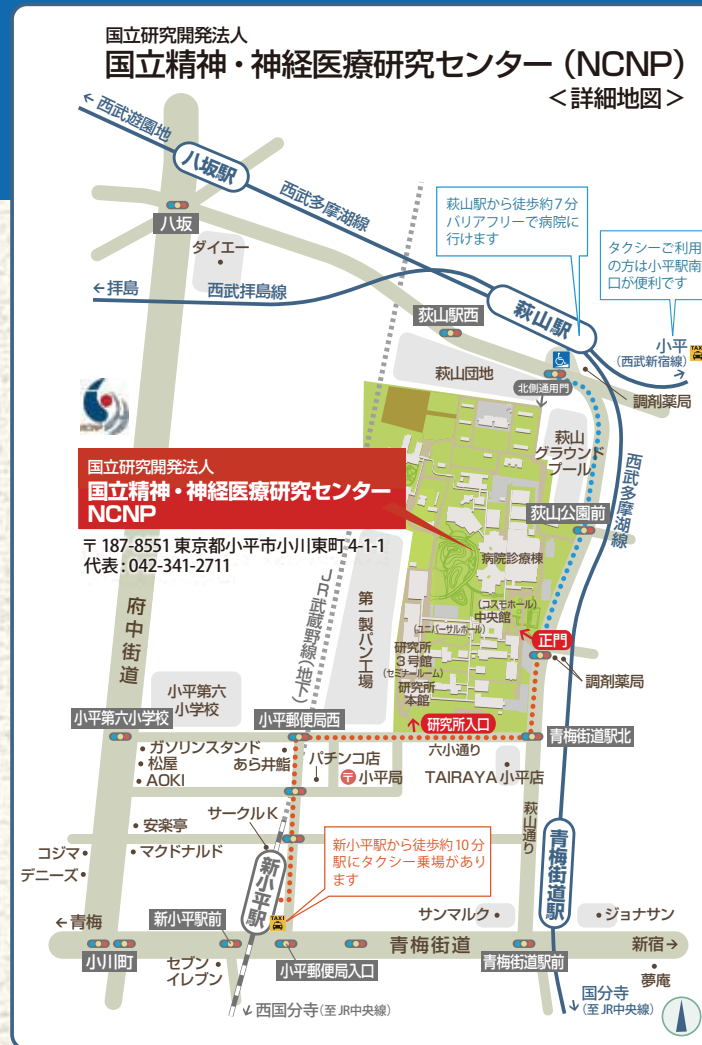 国立研究開発法人
国立精神・神経医療研究センター（NCNP）
＜詳細地図＞
←西武遊園地
八坂駅
西武多摩湖線
八坂
ダイエー
萩山駅から徒歩約7分
バリアフリーで病院に
行けます
タクシーご利用
の方は小平駅南
口が便利です
←拝島
西武拝島線
萩山駅
荻山駅西
小平
（西武新宿線）
→
TAXI
萩山団地
北側通用門
↓
調剤薬局
NCNP
萩山
グラウンド
プール
西武多摩湖線
国立研究開発法人
国立精神・神経医療研究センター
NCNP
荻山公園前
〒187-8551 東京都小平市小川東町4-1-1
代表：042-341-2711
病院診療棟
府中街道
JR武蔵野線（地下）
第一製パン工場
（コスモホール）
中央館
（ユニバーサルホール）
正門
研究所
3号館
（セミナールーム）
研究所
本館
調剤薬局
小平第六
小学校
小平第六小学校
小平郵便局西
研究所入口
青梅街道駅北
六小通り
・ガソリンスタンド
・松屋
・AOKI
あら井鮨
パチンコ店
〒小平局
TAIRAYA 小平店
萩山通り
サークルK
・安楽亭
・マクドナルド
コジマ・
デニーズ・
新小平駅から徒歩約10分
駅にタクシー乗場があり
ます
新小平駅
青梅街道駅
TAXI
サンマルク・
・ジョナサン
←青梅
新小平駅前
青梅街道
新宿→
小川町
セブン・
イレブン
小平郵便局入口
青梅街道駅前
夢庵
↙西国分寺（至JR中央線）
↓国分寺
（至JR中央線）